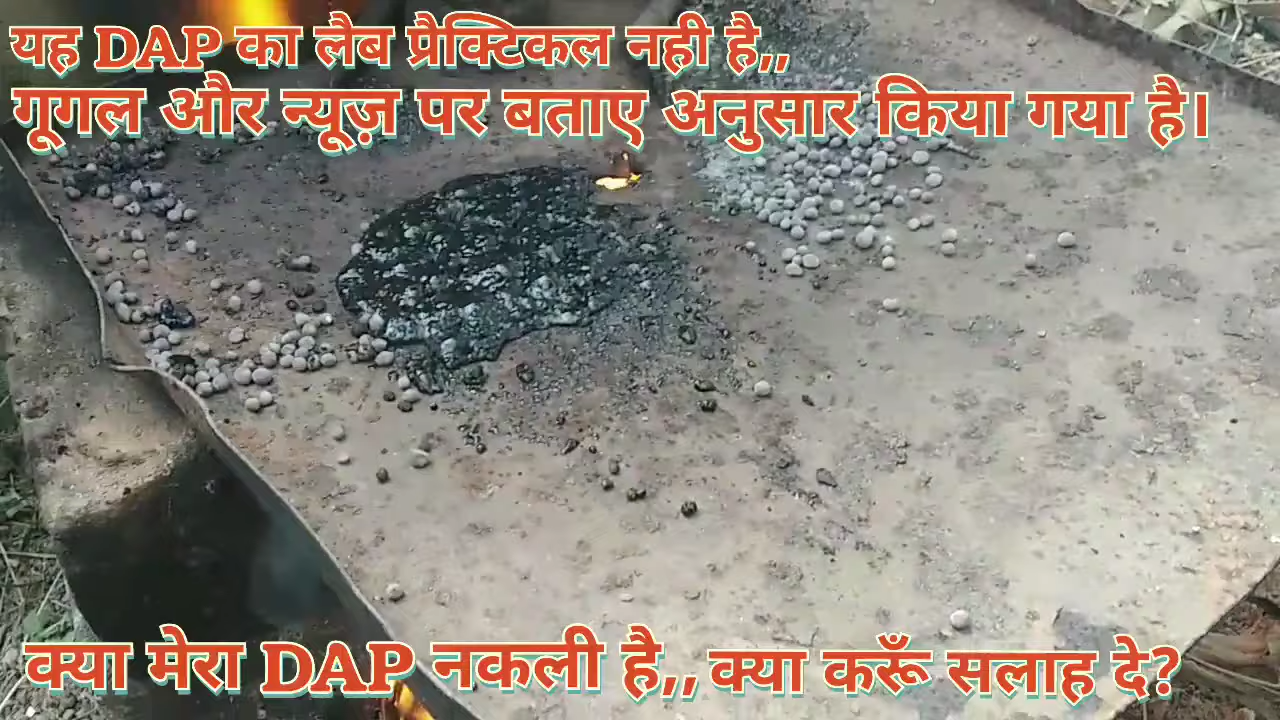 यह DAP का लैब प्रैक्टिकल नही है,,
गूगल और न्यूज़ पर बताए अनुसार किया गया है।
क्या मेरा DAP नकली है,, क्या करूँ सलाह दे?